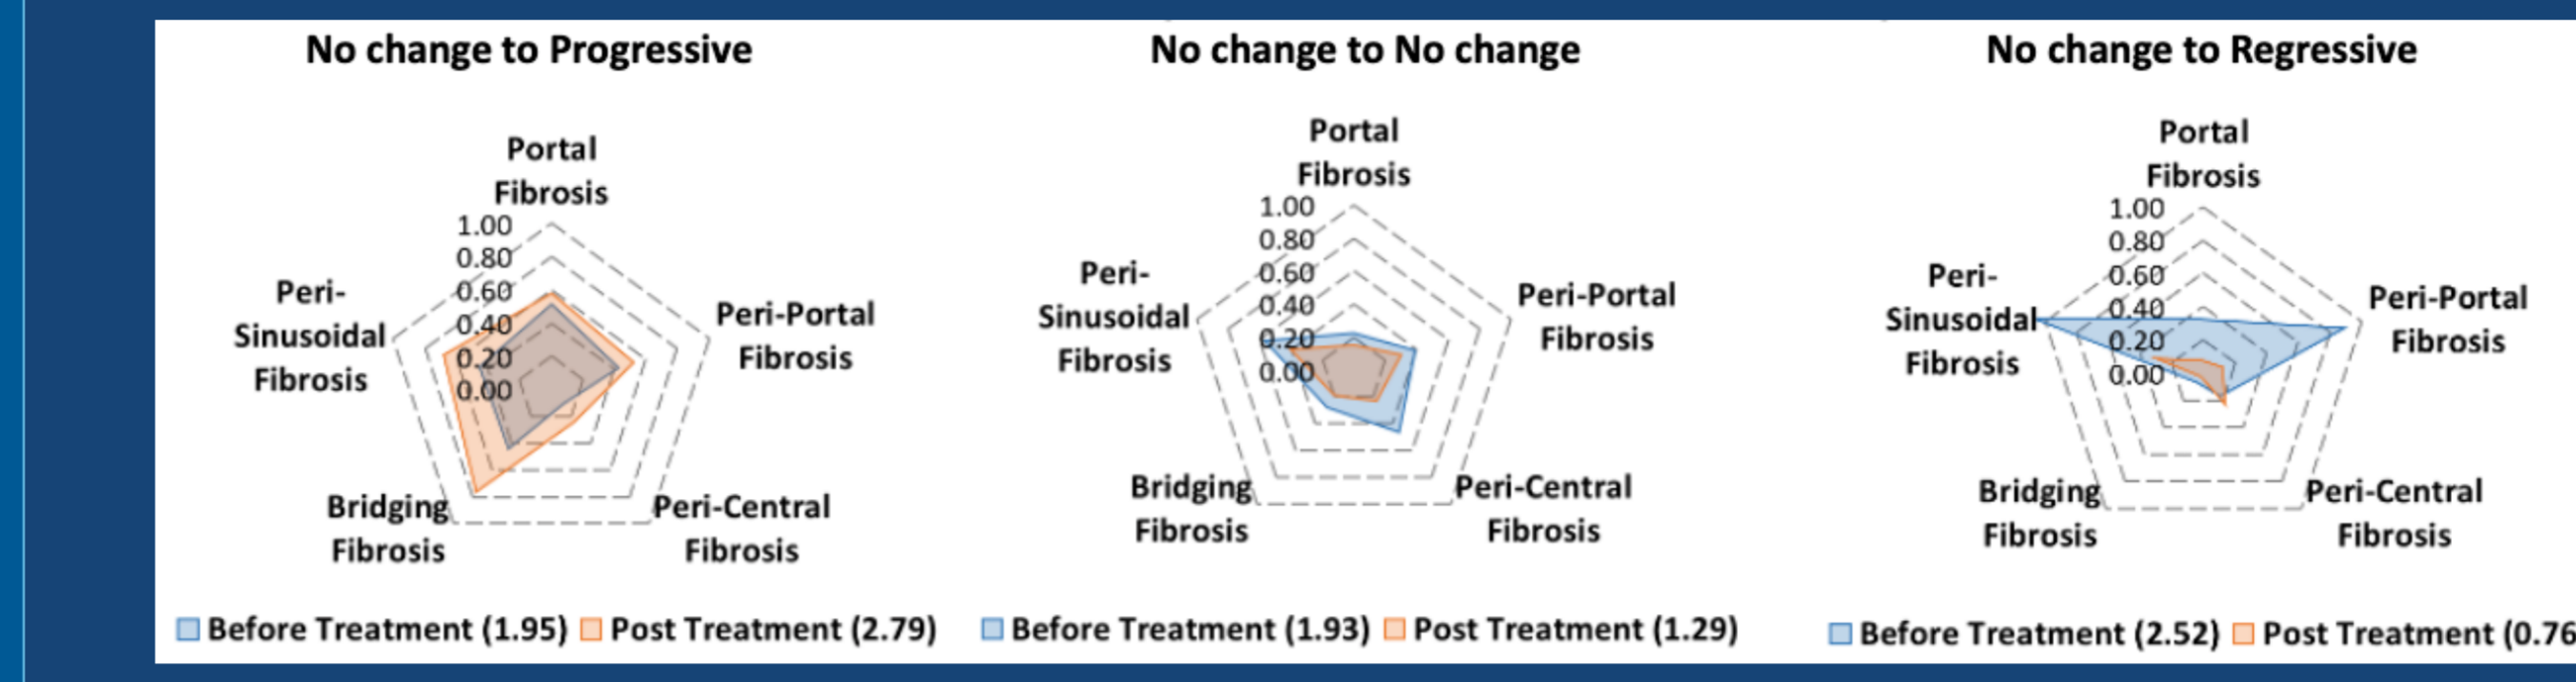 No change to Progressive
Portal
Fibrosis
1.00
0.80
0.60
0.40
0.20
0.00
Peri-
Sinusoidal
Fibrosis
Peri-Portal
Fibrosis
Bridging
Fibrosis
Peri-Central
Fibrosis
Before Treatment (1.95) Post Treatment (2.79)
No change to No change
Portal
Fibrosis
1.00
0.80
0.60
0.40
0.20
0.00
Peri-
Sinusoidal
Fibrosis
Peri-Portal
Fibrosis
Bridging
Fibrosis
Peri-Central
Fibrosis
Before Treatment (1.93) Post Treatment (1.29)
No change to Regressive
Portal
Fibrosis
1.00
0.80
0.60
0.40
0.20
0.00
Peri-
Sinusoidal
Fibrosis
Peri-Portal
Fibrosis
Bridging
Fibrosis
Peri-Central
Fibrosis
Before Treatment (2.52) Post Treatment (0.76